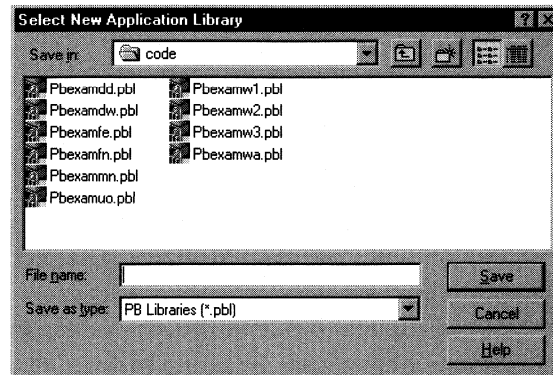 Select New Application Library
Save in:
code
Pbexamdd.pbl
Pbexamdw.pbl
Pbexamfe.pbl
Pbexamfn.pbl
Pbexammn.pbl
Pbexamuo.pbl
Pbexamw1.pbl
Pbexamw2.pbl
Pbexamw3.pbl
Pbexamwa.pbl
File name:
Save
Save as type:
PB Libraries (*.pbl)
Cancel
Help